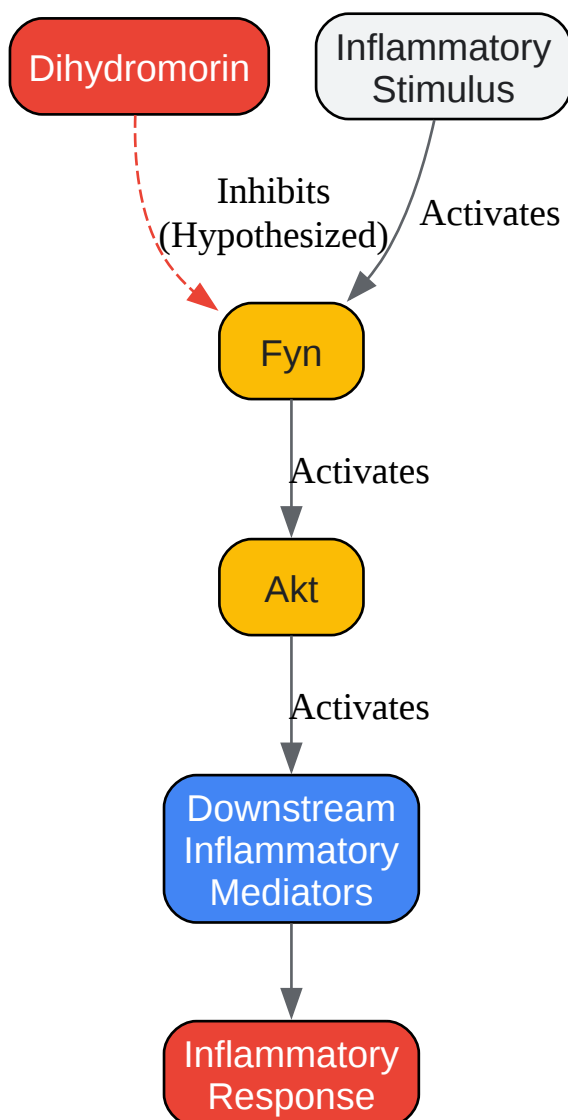 Dihydromorin
Inflammatory
Stimulus
Inhibits
(Hypothesized)
Activates
Fyn
Activates
Akt
Activates
Downstream
Inflammatory
Mediators
Inflammatory
Response